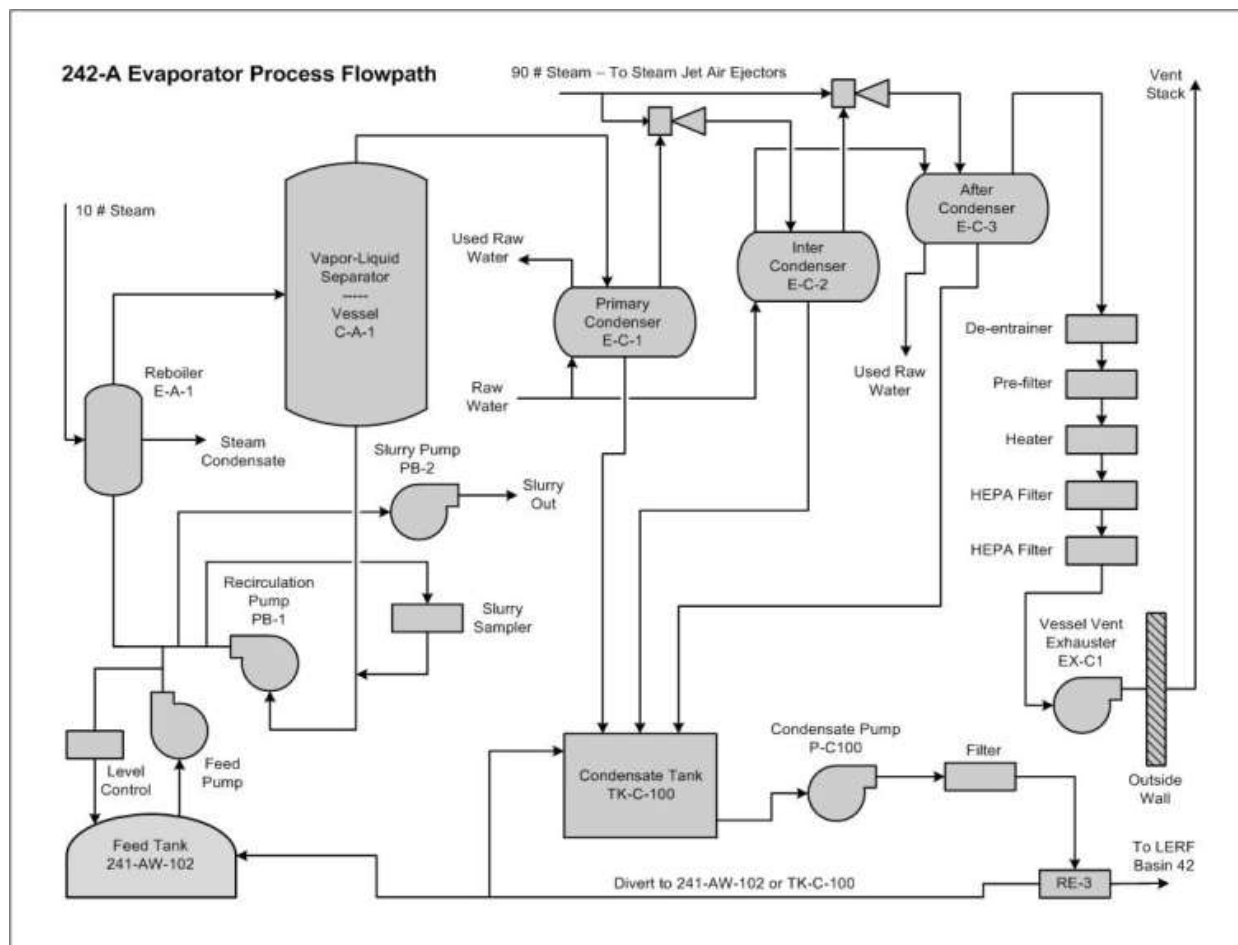 242-A Evaporator Process Flowpath
90 # Steam – To Steam Jet Air Ejectors
Vent
Stack
10 # Steam
Vapor-Liquid
Separator
-----
Vessel
C-A-1
Used Raw
Water
Primary
Condenser
E-C-1
Inter
Condenser
E-C-2
After
Condenser
E-C-3
De-entrainer
Pre-filter
Heater
HEPA Filter
HEPA Filter
Used Raw
Water
Raw
Water
Reboiler
E-A-1
Steam
Condensate
Slurry Pump
PB-2
Slurry
Out
Recirculation
Pump
PB-1
Slurry
Sampler
Vessel Vent
Exhauster
EX-C1
Outside
Wall
Level
Control
Feed
Pump
Feed Tank
241-AW-102
Condensate Tank
TK-C-100
Condensate Pump
P-C100
Filter
To LERF
Basin 42
RE-3
Divert to 241-AW-102 or TK-C-100